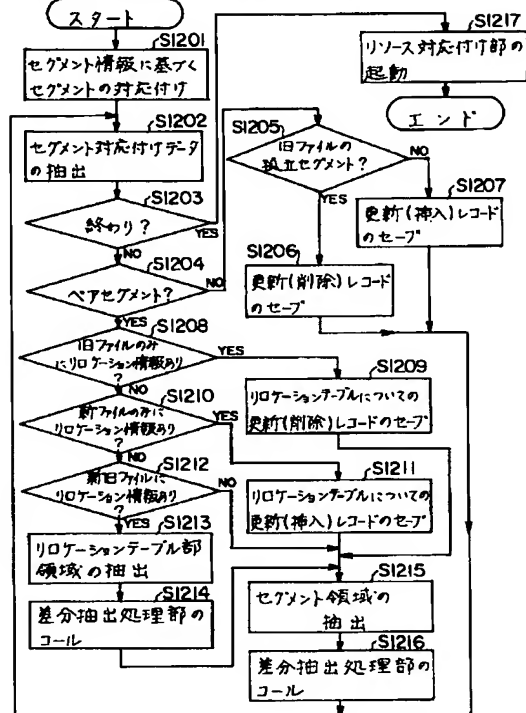 スタート
S1201
セグメント情報に基づく
セグメントの対応付け
S1202
セグメント対応付けデータ
の抽出
S1203
終わり?
YES
NO
S1204
ペアセグメント?
NO
YES
S1205
旧ファイルの
孤立セグメント?
NO
YES
S1206
更新(削除)レコード
のセーブ
S1207
更新(挿入)レコード
のセーブ
S1208
旧ファイルのみ
にリロケーション情報あり
?
YES
NO
S1209
リロケーションテーブルについての
更新(削除)レコードのセーブ
S1210
新ファイルのみに
リロケーション情報あり
?
YES
NO
S1211
リロケーションテーブルについての
更新(挿入)レコードのセーブ
S1212
新旧ファイルに
リロケーション情報あり
?
NO
YES
S1213
リロケーションテーブル部
領域の抽出
S1214
差分抽出処理部の
コール
S1215
セグメント領域の
抽出
S1216
差分抽出処理部の
コール
S1217
リソース対応付け部の
起動
エンド